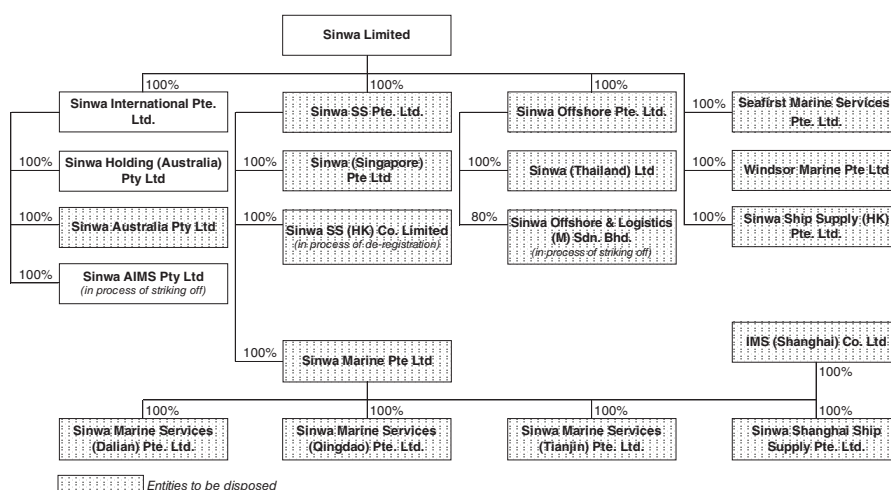 Sinwa Limited
100%
100%
100%
100%
Sinwa International Pte.
Ltd.
Sinwa SS Pte. Ltd.
Sinwa Offshore Pte. Ltd.
100%
Seafirst Marine Services
Pte. Ltd.
100%
Sinwa Holding (Australia)
Pty Ltd
100%
Sinwa (Singapore)
Pte Ltd
100%
Sinwa (Thailand) Ltd
100%
Windsor Marine Pte Ltd
100%
Sinwa Australia Pty Ltd
100%
Sinwa SS (HK) Co. Limited
(in process of de-registration)
80%
Sinwa Offshore & Logistics
(M) Sdn. Bhd.
(in process of striking off)
100%
Sinwa Ship Supply (HK)
Pte. Ltd.
100%
Sinwa AIMS Pty Ltd
(in process of striking off)
100%
Sinwa Marine Pte Ltd
IMS (Shanghai) Co. Ltd
100%
100%
100%
100%
100%
Sinwa Marine Services
(Dalian) Pte. Ltd.
Sinwa Marine Services
(Qingdao) Pte. Ltd.
Sinwa Marine Services
(Tianjin) Pte. Ltd.
Sinwa Shanghai Ship
Supply Pte. Ltd.
Entities to be disposed